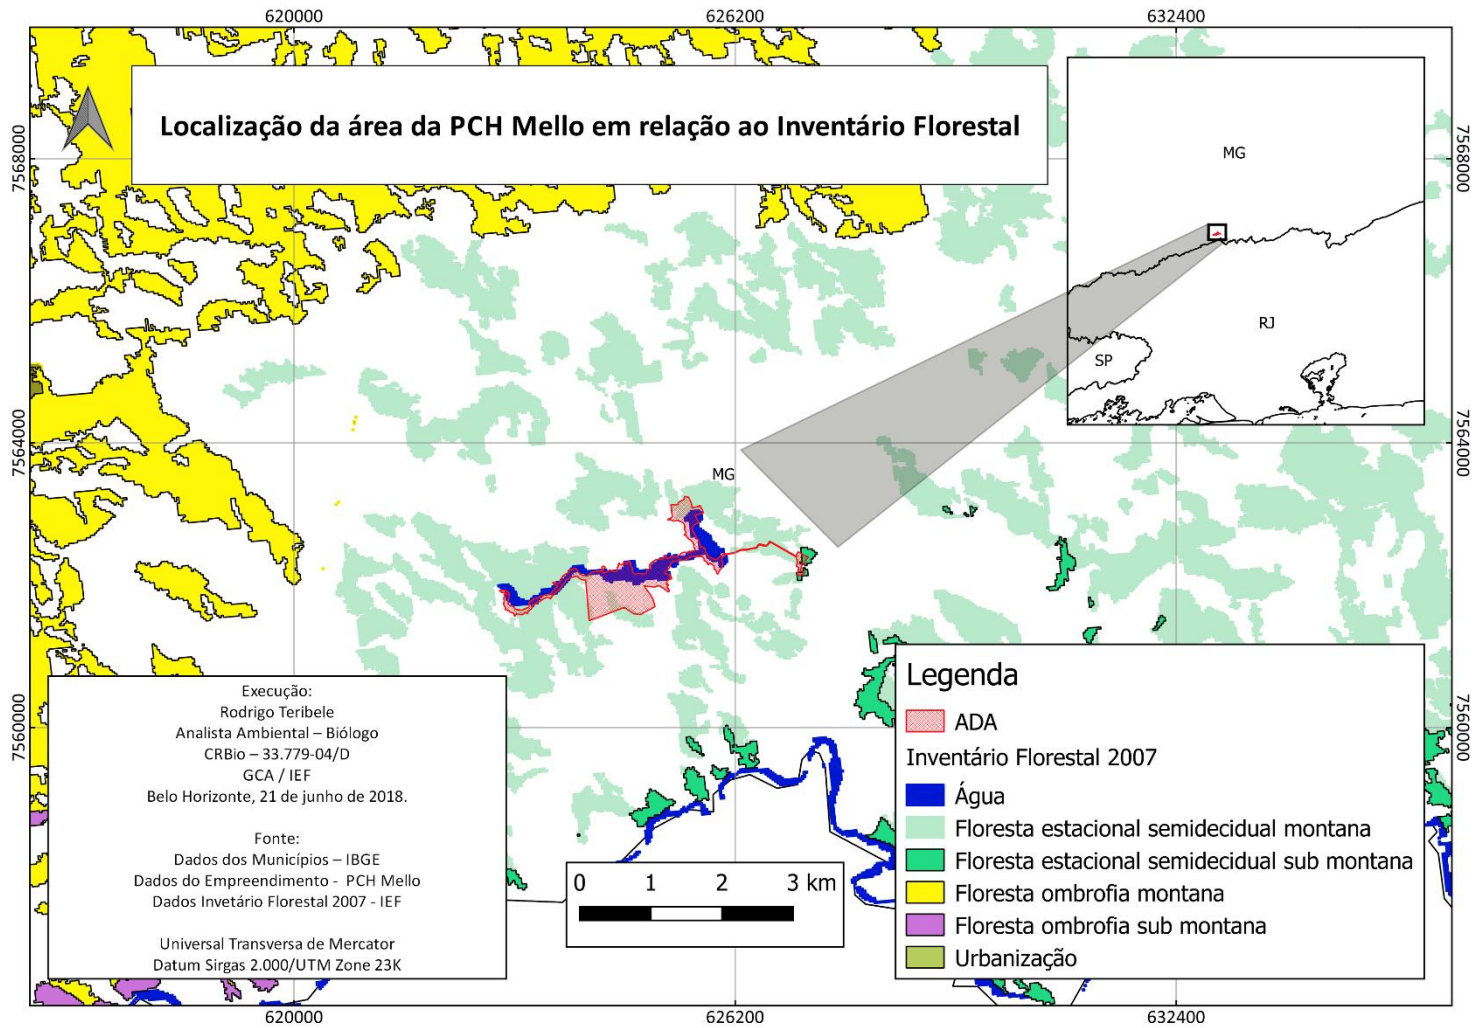 620000
626200
632400
Localização da área da PCH Mello em relação ao Inventário Florestal
7568000
7568000
MG
RJ
SP
7564000
7564000
MG
7560000
7560000
Execução:
Rodrigo Teribele
Analista Ambiental – Biólogo
CRBio – 33.779-04/D
GCA / IEF
Belo Horizonte, 21 de junho de 2018.
Fonte:
Dados dos Municípios – IBGE
Dados do Empreendimento - PCH Mello
Dados Invetário Florestal 2007 - IEF
Universal Transversa de Mercator
Datum Sirgas 2.000/UTM Zone 23K
0 1 2 3 km
Legenda
ADA
Inventário Florestal 2007
Água
Floresta estacional semidecidual montana
Floresta estacional semidecidual sub montana
Floresta ombrofia montana
Floresta ombrofia sub montana
Urbanização
620000
626200
632400